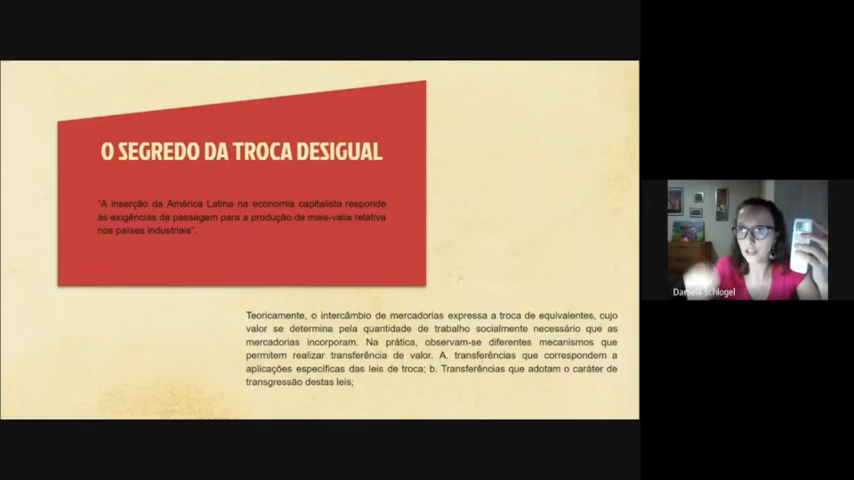 O SEGREDO DA TROCA DESIGUAL
"A inserção da América Latina na economia capitalista responde
às exigências da passagem para a produção de mais-valia relativa
nos países industriais".
Teoricamente, o intercâmbio de mercadorias expressa a troca de equivalentes, cujo
valor se determina pela quantidade de trabalho socialmente necessário que as
mercadorias incorporam. Na prática, observam-se diferentes mecanismos que
permitem realizar transferência de valor. A. transferências que correspondem a
aplicações específicas das leis de troca; b. Transferências que adotam o caráter de
transgressão destas leis;
Daniela Schlogel